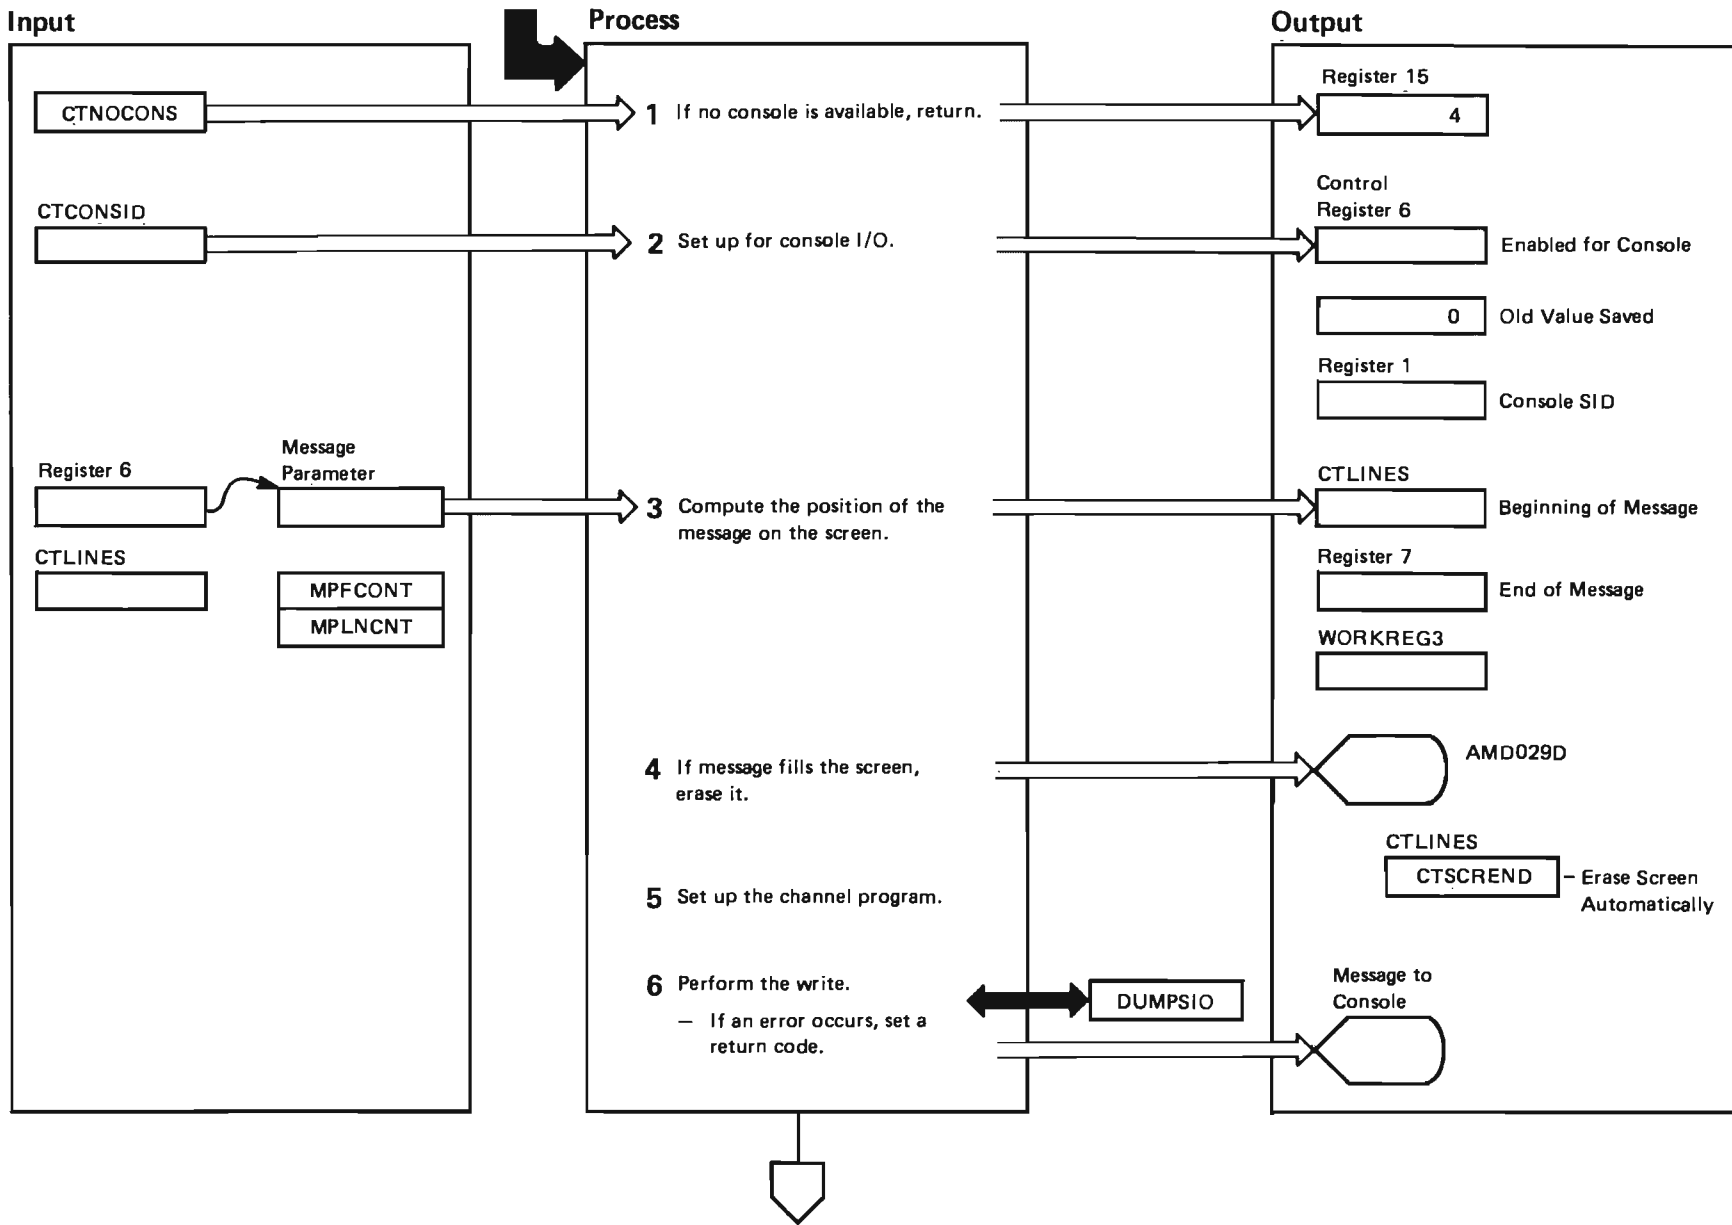 Input
Process
Output
CTNOCONS
1 If no console is available, return.
Register 15
4
CTCONSID
2 Set up for console I/O.
Control
Register 6
Enabled for Console
0
Old Value Saved
Register 1
Console SID
Register 6
Message
Parameter
3 Compute the position of the
message on the screen.
CTLINES
Beginning of Message
CTLINES
MPFCONT
MPLNCNT
Register 7
End of Message
WORKREG3
4 If message fills the screen,
erase it.
AMD029D
CTLINES
CTSCREND
– Erase Screen
Automatically
5 Set up the channel program.
6 Perform the write.
— If an error occurs, set a
return code.
DUMPSIO
Message to
Console